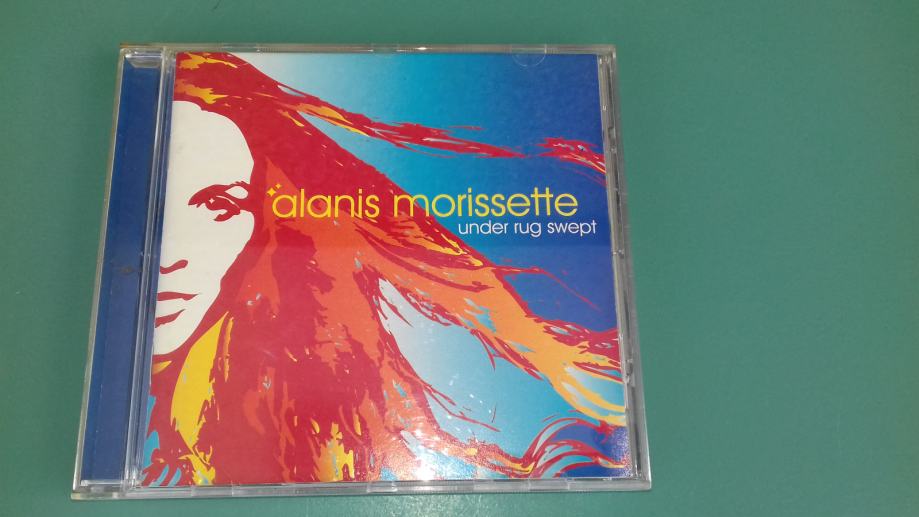 alanis morissette
under rug swept